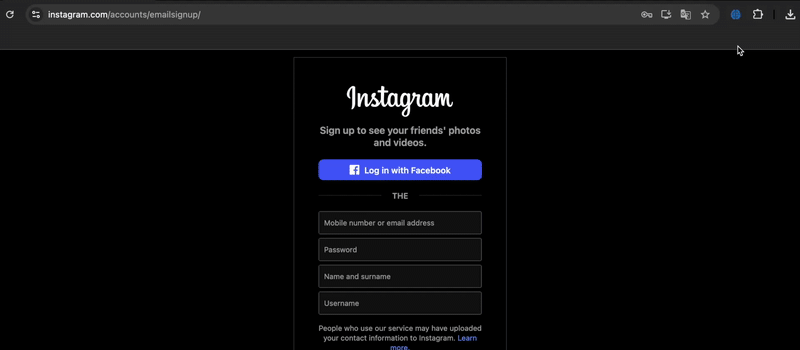 instagram.com/accounts/emailsignup/
Instagram
Sign up to see your friends' photos
and videos.
Log in with Facebook
THE
Mobile number or email address
Password
Name and surname
Username
People who use our service may have uploaded
your contact information to Instagram. Learn
more.